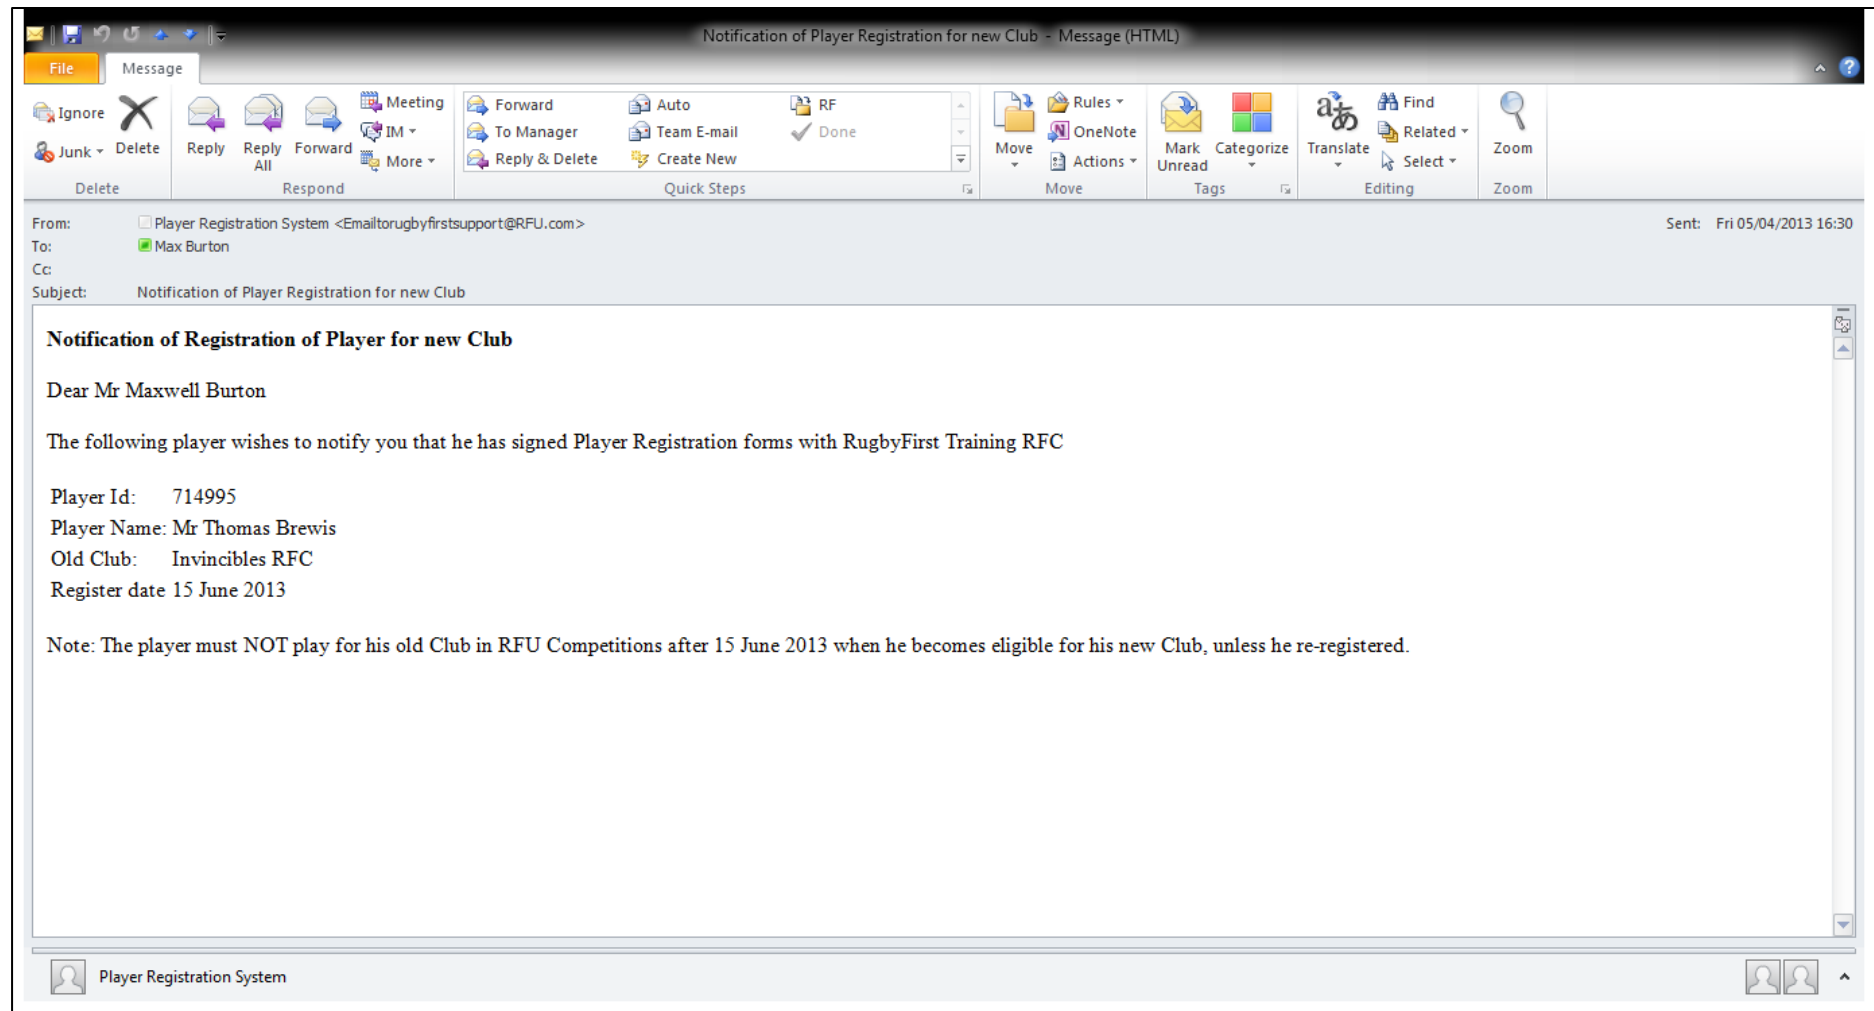 Notification of Player Registration for new Club - Message (HTML)
File Message
Ignore
Junk
Delete
Reply
Reply All
Forward
Meeting
IM
More
Forward
To Manager
Reply & Delete
Auto
Team E-mail
Create New
RF
Done
Move
Rules
OneNote
Actions
Mark Unread
Categorize
Translate
Find
Related
Select
Zoom
Delete Respond Quick Steps Move Tags Editing Zoom
From: Player Registration System <Emailtorugbyfirstsupport@RFU.com> Sent: Fri 05/04/2013 16:30
To: Max Burton
Cc:
Subject: Notification of Player Registration for new Club
Notification of Registration of Player for new Club
Dear Mr Maxwell Burton
The following player wishes to notify you that he has signed Player Registration forms with RugbyFirst Training RFC
Player Id: 714995
Player Name: Mr Thomas Brewis
Old Club: Invincibles RFC
Register date 15 June 2013
Note: The player must NOT play for his old Club in RFU Competitions after 15 June 2013 when he becomes eligible for his new Club, unless he re-registered.
Player Registration System